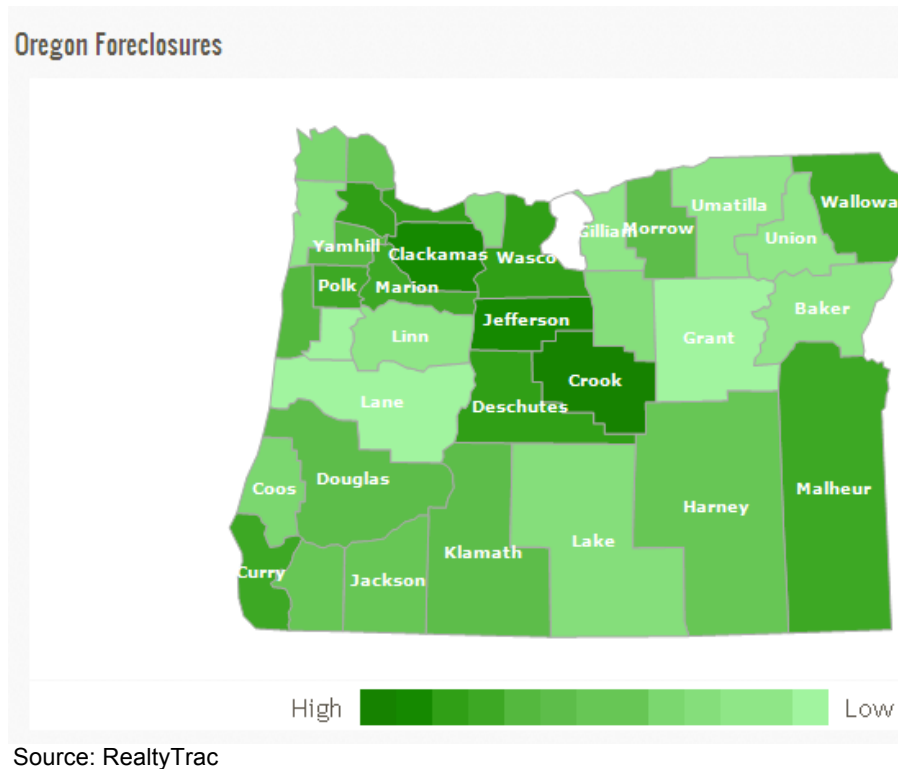 Oregon Foreclosures
Wallowa
Umatilla
Gilliam
Morrow
Union
Yamhill
Clackamas
Wasco
Polk
Marion
Baker
Jefferson
Linn
Grant
Crook
Lane
Deschutes
Douglas
Coos
Malheur
Harney
Klamath
Lake
Curry
Jackson
High
Low
Source: RealtyTrac